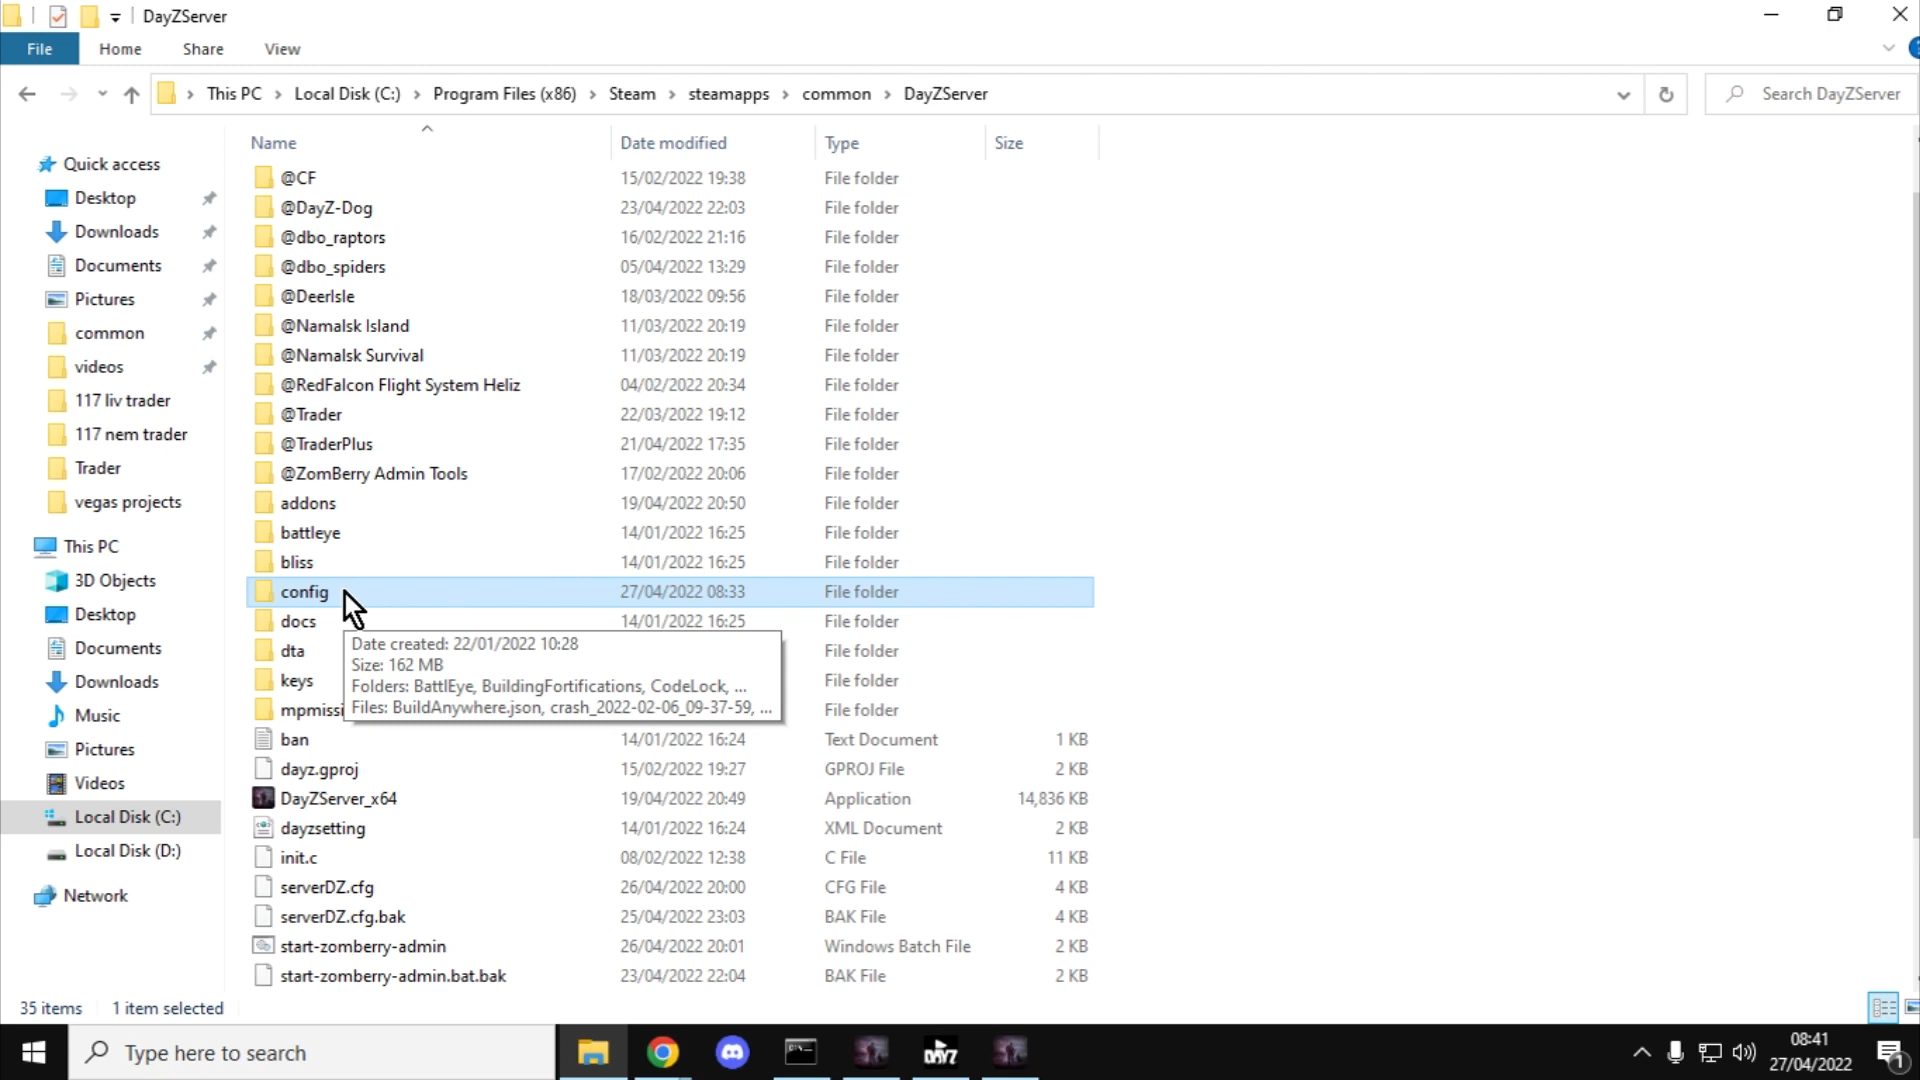 DayZServer
File Home Share View
This PC Local Disk (C:) Program Files (x86) Steam steamapps common DayZServer Search DayZServer
Name Date modified Type Size
Quick access
Desktop
Downloads
Documents
Pictures
common
videos
117 liv trader
117 nem trader
Trader
vegas projects
This PC
3D Objects
Desktop
Documents
Downloads
Music
Pictures
Videos
Local Disk (C:)
Local Disk (D:)
Network
@CF 15/02/2022 19:38 File folder
@DayZ-Dog 23/04/2022 22:03 File folder
@dbo_raptors 16/02/2022 21:16 File folder
@dbo_spiders 05/04/2022 13:29 File folder
@DeerIsle 18/03/2022 09:56 File folder
@Namalsk Island 11/03/2022 20:19 File folder
@Namalsk Survival 11/03/2022 20:19 File folder
@RedFalcon Flight System Heliz 04/02/2022 20:34 File folder
@Trader 22/03/2022 19:12 File folder
@TraderPlus 21/04/2022 17:35 File folder
@ZomBerry Admin Tools 17/02/2022 20:06 File folder
addons 19/04/2022 20:50 File folder
battleye 14/01/2022 16:25 File folder
bliss 14/01/2022 16:25 File folder
config 27/04/2022 08:33 File folder
docs 14/01/2022 16:25 File folder
dta File folder
keys File folder
mpmissi File folder
Date created: 22/01/2022 10:28
Size: 162 MB
Folders: BattlEye, BuildingFortifications, CodeLock, ...
Files: BuildAnywhere.json, crash_2022-02-06_09-37-59, ...
ban 14/01/2022 16:24 Text Document 1 KB
dayz.gproj 15/02/2022 19:27 GPROJ File 2 KB
DayZServer_x64 19/04/2022 20:49 Application 14,836 KB
dayzsetting 14/01/2022 16:24 XML Document 2 KB
init.c 08/02/2022 12:38 C File 11 KB
serverDZ.cfg 26/04/2022 20:00 CFG File 4 KB
serverDZ.cfg.bak 25/04/2022 23:03 BAK File 4 KB
start-zomberry-admin 26/04/2022 20:01 Windows Batch File 2 KB
start-zomberry-admin.bat.bak 23/04/2022 22:04 BAK File 2 KB
35 items 1 item selected
Type here to search
DAYZ
08:41
27/04/2022
1